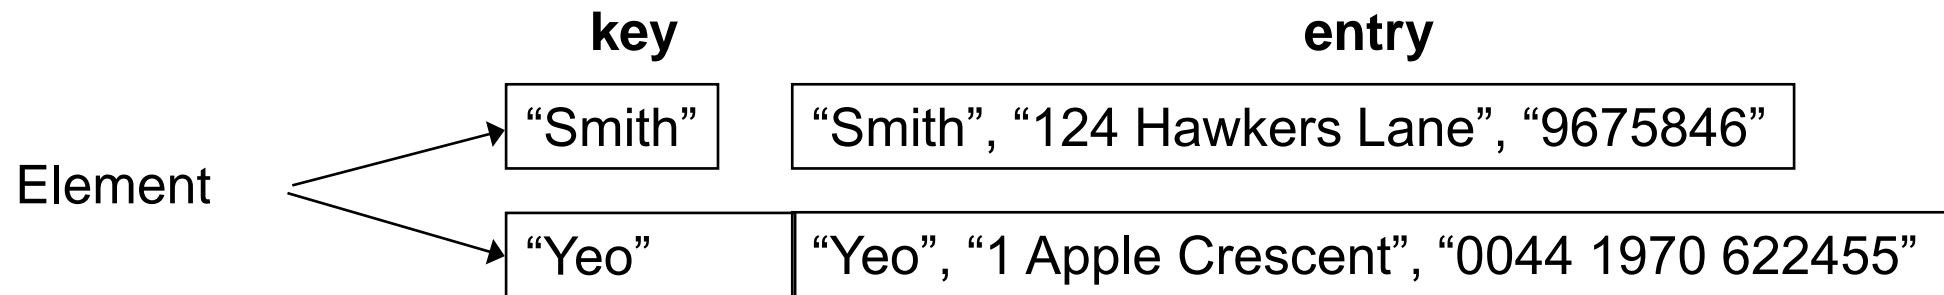 key entry
“Smith” “Smith”, “124 Hawkers Lane”, “9675846”
Element
“Yeo” “Yeo”, “1 Apple Crescent”, “0044 1970 622455”